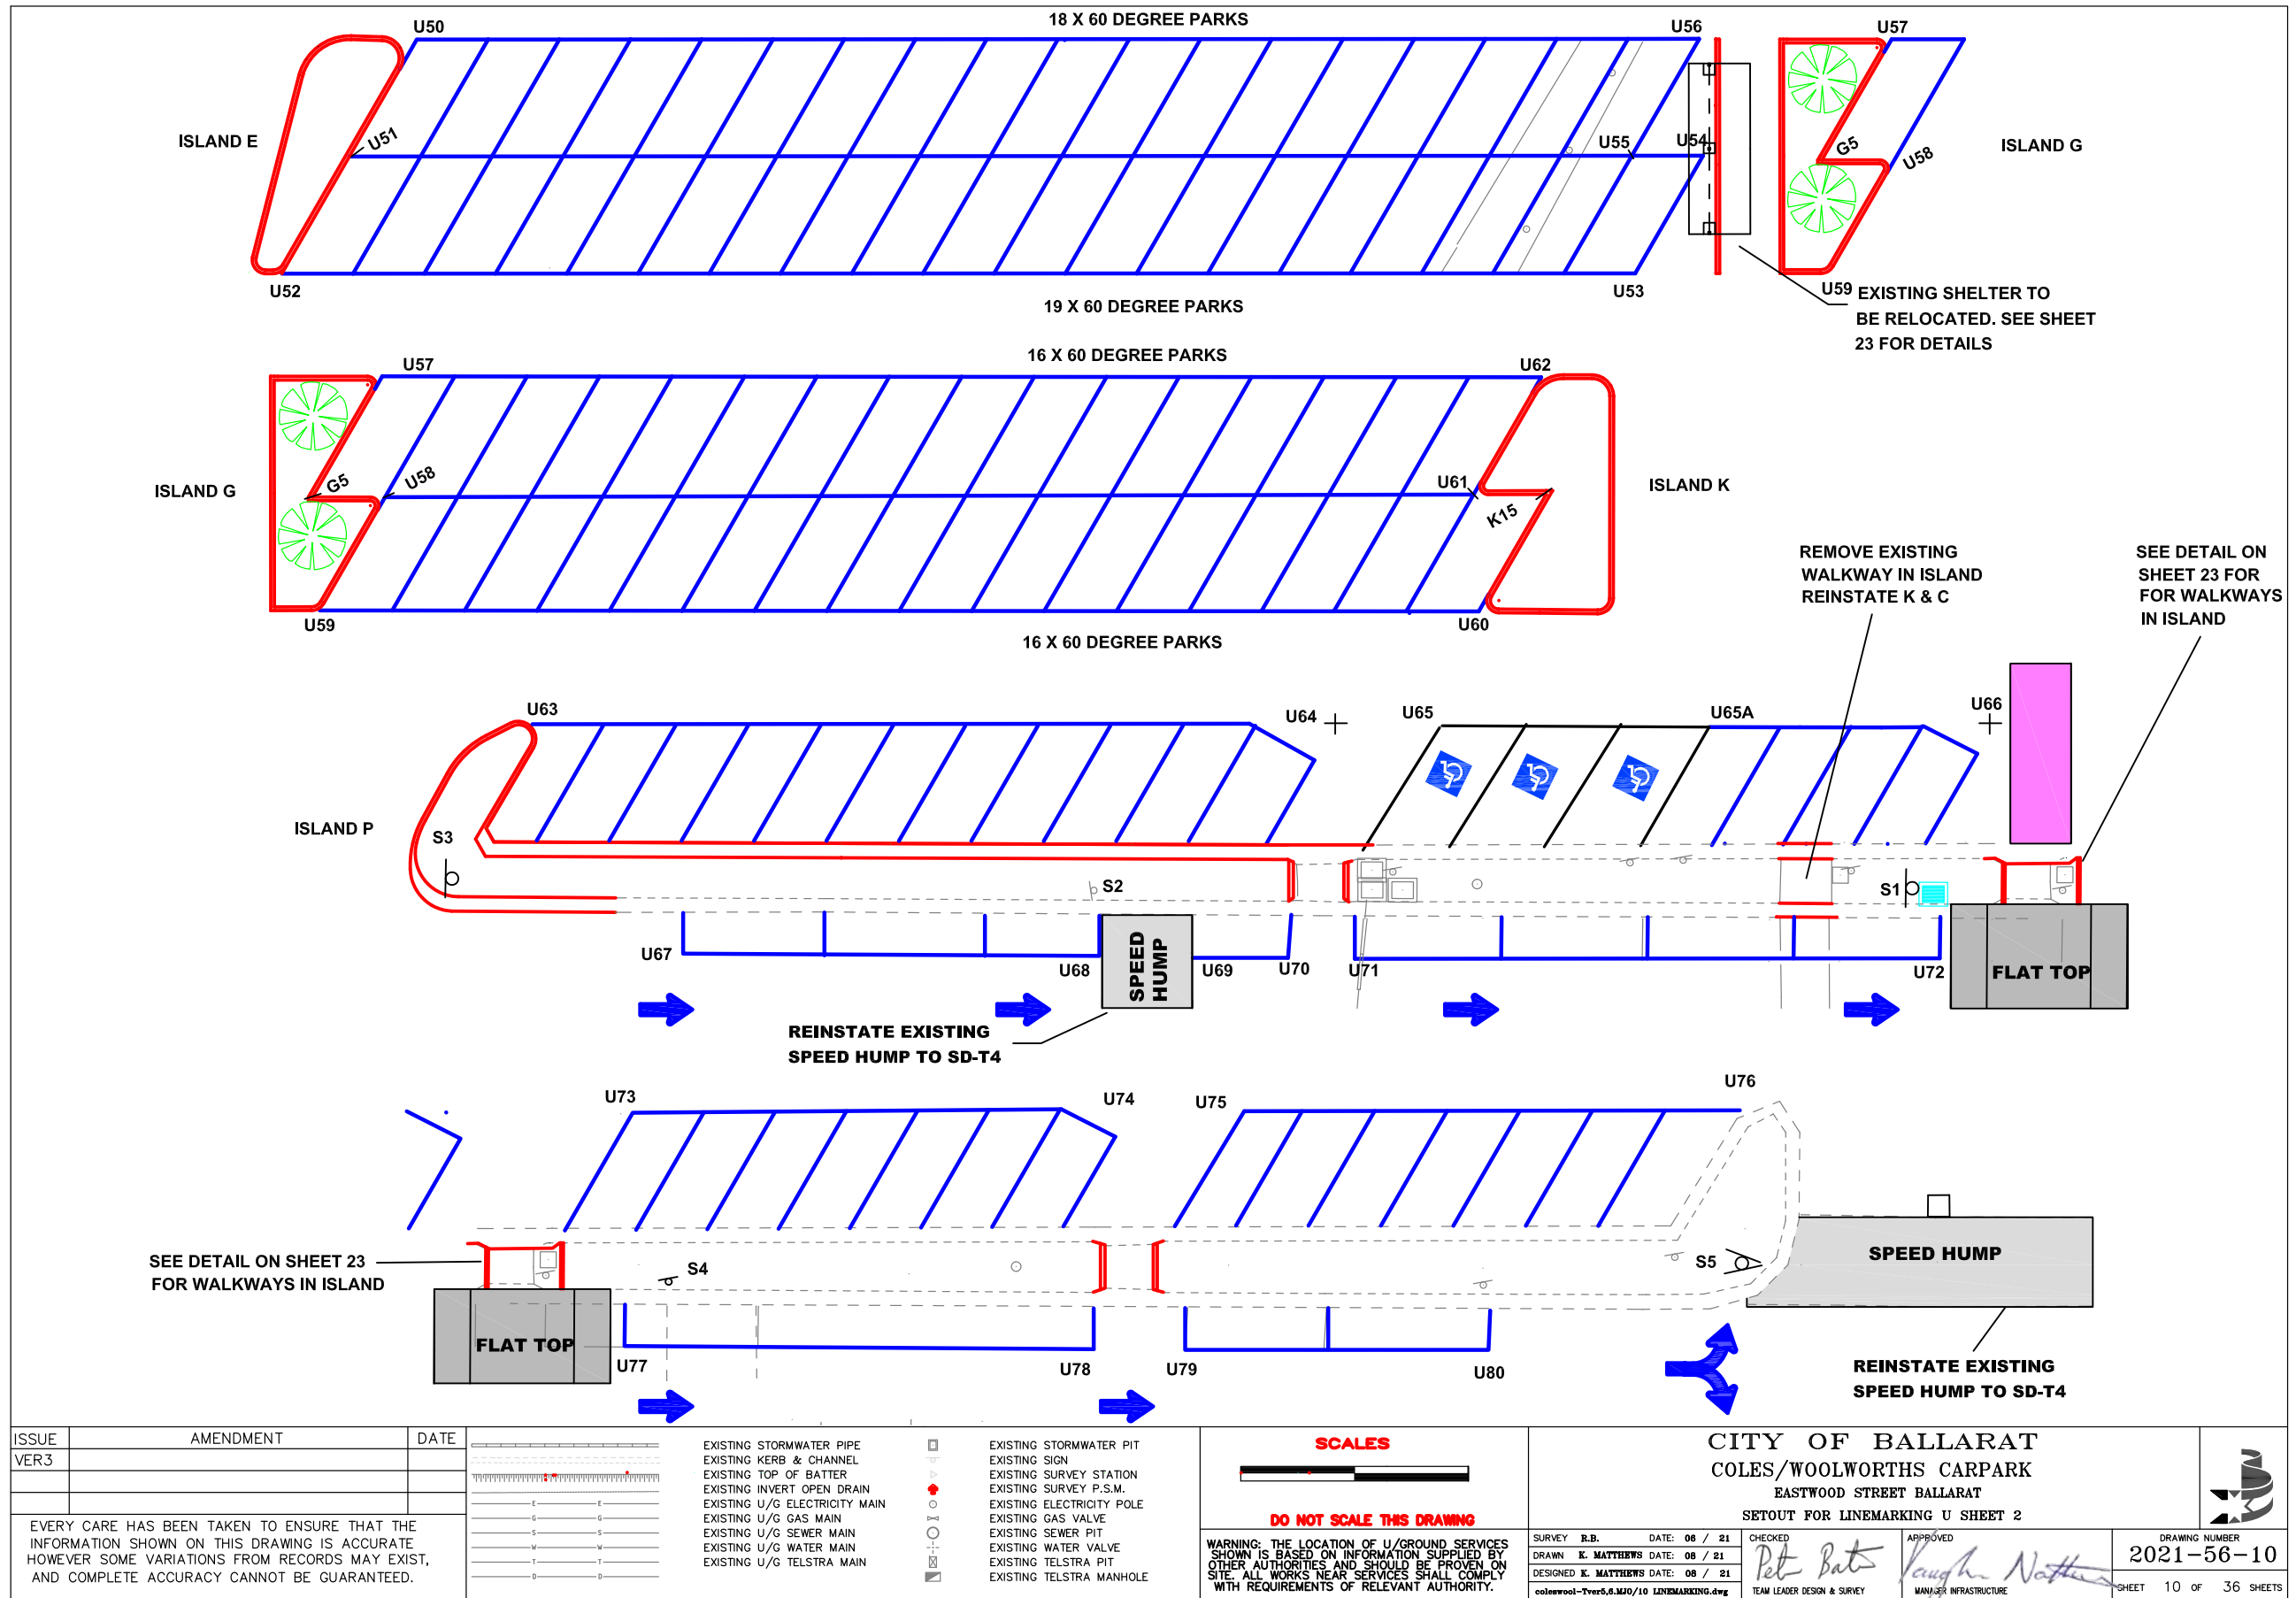 18 X 60 DEGREE PARKS
U50
U56
U57
ISLAND E
U51
U55
U54
G5
U58
ISLAND G
U52
U53
U59
19 X 60 DEGREE PARKS
EXISTING SHELTER TO
BE RELOCATED. SEE SHEET
23 FOR DETAILS
16 X 60 DEGREE PARKS
U57
U62
ISLAND G
G5
U58
U61
K15
ISLAND K
U59
U60
16 X 60 DEGREE PARKS
REMOVE EXISTING
WALKWAY IN ISLAND
REINSTATE K & C
SEE DETAIL ON
SHEET 23 FOR
FOR WALKWAYS
IN ISLAND
U63
U64
U65
U65A
U66
ISLAND P
S3
S2
S1
U67
U68
SPEED
HUMP
U69
U70
U71
U72
FLAT TOP
REINSTATE EXISTING
SPEED HUMP TO SD-T4
U73
U74
U75
U76
SEE DETAIL ON SHEET 23
FOR WALKWAYS IN ISLAND
S4
S5
SPEED HUMP
FLAT TOP
U77
U78
U79
U80
REINSTATE EXISTING
SPEED HUMP TO SD-T4
ISSUE AMENDMENT DATE
VER3
EVERY CARE HAS BEEN TAKEN TO ENSURE THAT THE
INFORMATION SHOWN ON THIS DRAWING IS ACCURATE
HOWEVER SOME VARIATIONS FROM RECORDS MAY EXIST,
AND COMPLETE ACCURACY CANNOT BE GUARANTEED.
E E
G G
S S
W W
T T
O O
EXISTING STORMWATER PIPE
EXISTING KERB & CHANNEL
EXISTING TOP OF BATTER
EXISTING INVERT OPEN DRAIN
EXISTING U/G ELECTRICITY MAIN
EXISTING U/G GAS MAIN
EXISTING U/G SEWER MAIN
EXISTING U/G WATER MAIN
EXISTING U/G TELSTRA MAIN
EXISTING STORMWATER PIT
EXISTING SIGN
EXISTING SURVEY STATION
EXISTING SURVEY P.S.M.
EXISTING ELECTRICITY POLE
EXISTING GAS VALVE
EXISTING SEWER PIT
EXISTING WATER VALVE
EXISTING TELSTRA PIT
EXISTING TELSTRA MANHOLE
SCALES
DO NOT SCALE THIS DRAWING
WARNING: THE LOCATION OF U/GROUND SERVICES
SHOWN IS BASED ON INFORMATION SUPPLIED BY
OTHER AUTHORITIES AND SHOULD BE PROVEN ON
SITE. ALL WORKS NEAR SERVICES SHALL COMPLY
WITH REQUIREMENTS OF RELEVANT AUTHORITY.
CITY OF BALLARAT
COLES/WOOLWORTHS CARPARK
EASTWOOD STREET BALLARAT
SETOUT FOR LINEMARKING U SHEET 2
SURVEY R.B. DATE: 06 / 21
DRAWN K. MATTHEWS DATE: 08 / 21
DESIGNED K. MATTHEWS DATE: 08 / 21
coleswool-Tver5,6.MJO/10 LINEMARKING.dwg
CHECKED
TEAM LEADER DESIGN & SURVEY
APPROVED
MANAGER INFRASTRUCTURE
DRAWING NUMBER
2021-56-10
SHEET 10 OF 36 SHEETS